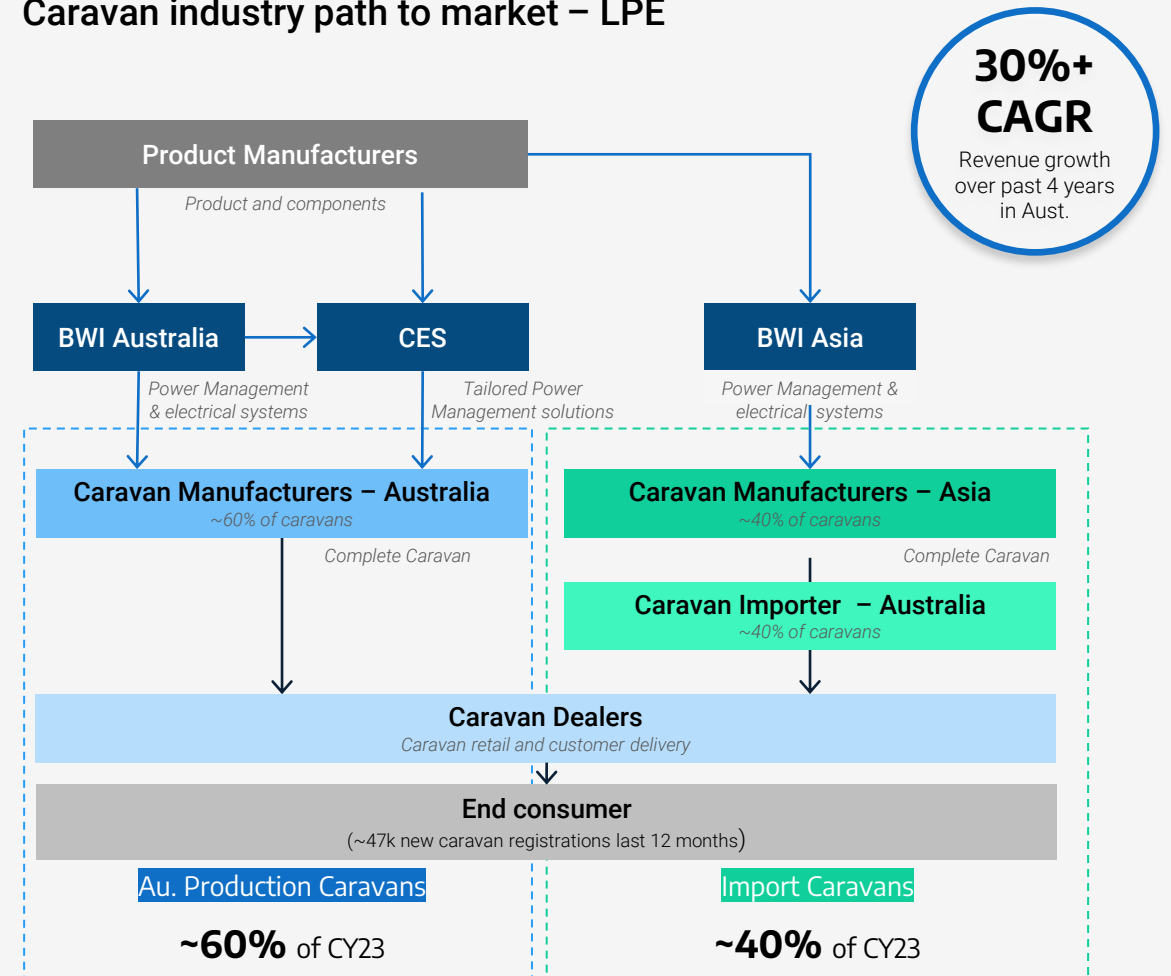 Caravan industry path to market – LPE
30%+
CAGR
Revenue growth
over past 4 years
in Aust.
Product Manufacturers
Product and components
BWI Australia
CES
BWI Asia
Power Management
& electrical systems
Tailored Power
Management solutions
Power Management &
electrical systems
Caravan Manufacturers – Australia
~60% of caravans
Caravan Manufacturers – Asia
~40% of caravans
Complete Caravan
Complete Caravan
Caravan Importer – Australia
~40% of caravans
Caravan Dealers
Caravan retail and customer delivery
End consumer
(~47k new caravan registrations last 12 months)
Au. Production Caravans
Import Caravans
~60% of CY23
~40% of CY23